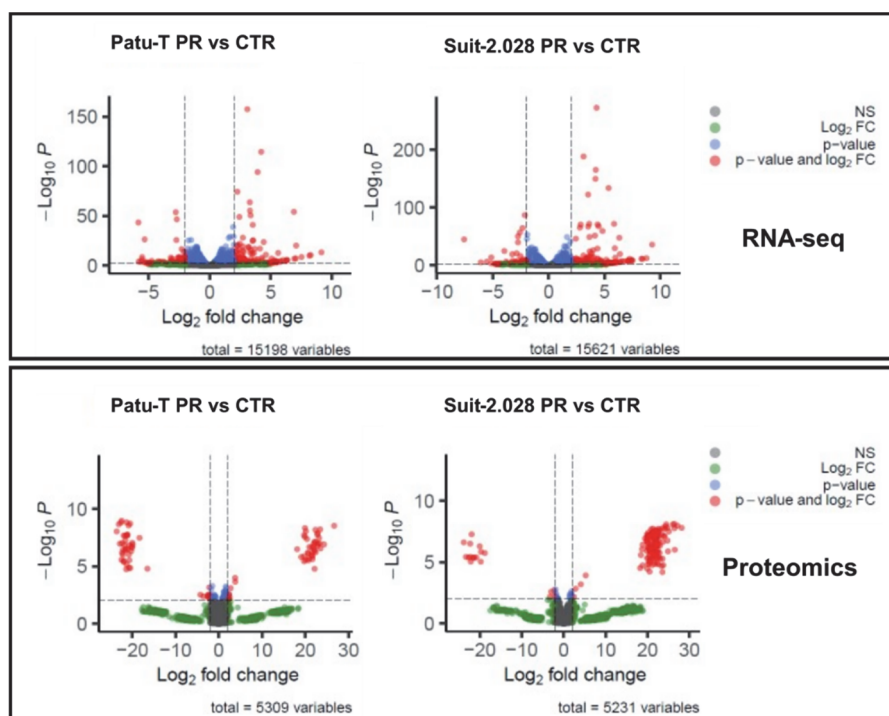 Patu-T PR vs CTR
Suit-2.028 PR vs CTR
150
100
50
0
−Log10 P
−5
0
5
10
Log2 fold change
total = 15198 variables
200
100
0
−Log10 P
−10
−5
0
5
10
Log2 fold change
total = 15621 variables
NS
Log2 FC
p-value
p − value and log2 FC
RNA-seq
Patu-T PR vs CTR
Suit-2.028 PR vs CTR
10
5
0
−Log10 P
−20
−10
0
10
20
30
Log2 fold change
total = 5309 variables
10
5
0
−Log10 P
−20
−10
0
10
20
30
Log2 fold change
total = 5231 variables
NS
Log2 FC
p-value
p − value and log2 FC
Proteomics